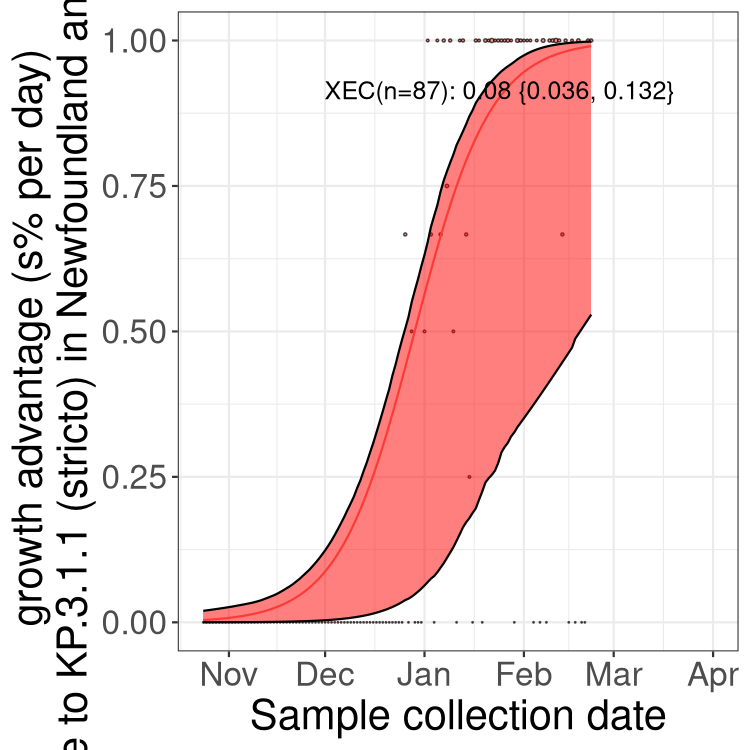 growth advantage (s% per day)
e to KP.3.1.1 (stricto) in Newfoundland an
1.00
0.75
0.50
0.25
0.00
XEC(n=87): 0.08 {0.036, 0.132}
Nov Dec Jan Feb Mar Apr
Sample collection date